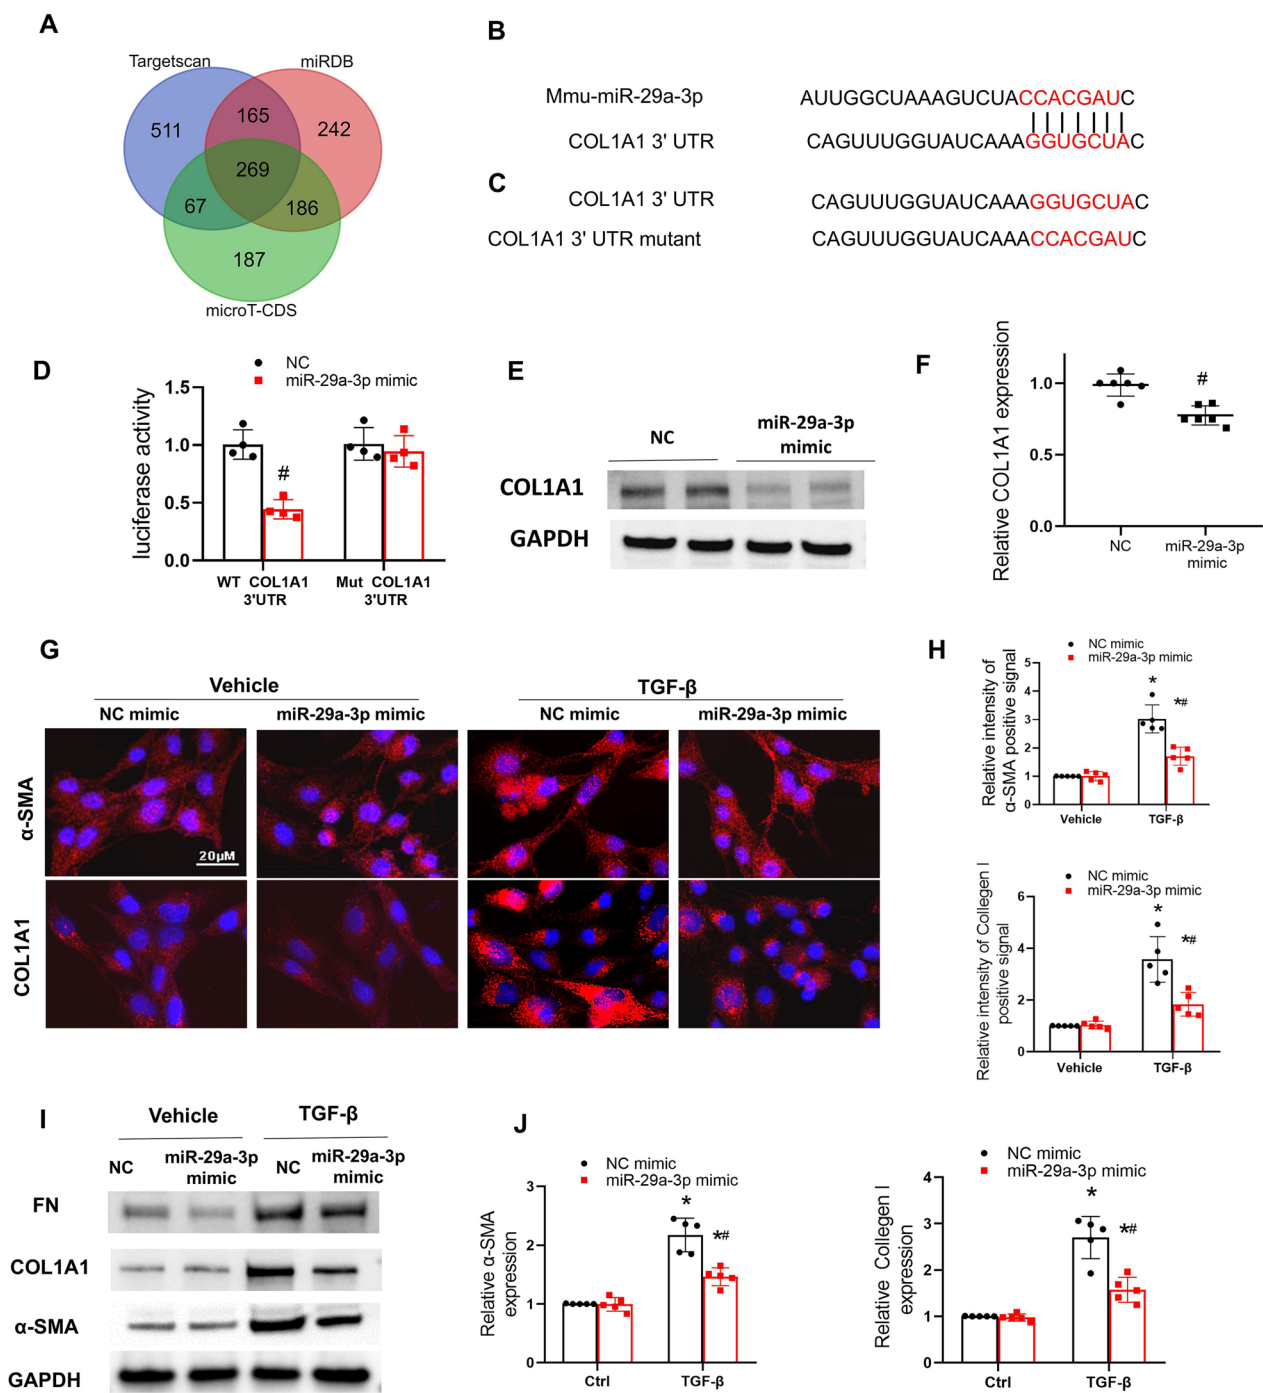 A
Targetscan
miRDB
511
165
242
269
67
186
187
microT-CDS
B
Mmu-miR-29a-3p
AUUGGCUAAAGUCUACCACGAUC
COL1A1 3' UTR
CAGUUUGGUAUCAAAGGUGCUAC
C
COL1A1 3' UTR
CAGUUUGGUAUCAAAGGUGCUAC
COL1A1 3' UTR mutant
CAGUUUGGUAUCAAACCACGAUC
D
NC
miR-29a-3p mimic
luciferase activity
1.5
1.0
0.5
0.0
#
WT COL1A1
3'UTR
Mut COL1A1
3'UTR
E
NC
miR-29a-3p
mimic
COL1A1
GAPDH
F
Relative COL1A1 expression
1.0
0.5
0.0
#
NC
miR-29a-3p
mimic
G
Vehicle
TGF-β
NC mimic
miR-29a-3p mimic
NC mimic
miR-29a-3p mimic
α-SMA
20μM
COL1A1
H
NC mimic
miR-29a-3p mimic
Relative intensity of
α-SMA positive signal
5
4
3
2
1
0
*
*#
Vehicle
TGF-β
NC mimic
miR-29a-3p mimic
Relative intensity of Collagen I
positive signal
6
4
2
0
*
*#
Vehicle
TGF-β
I
Vehicle
TGF-β
NC
miR-29a-3p
mimic
NC
miR-29a-3p
mimic
FN
COL1A1
α-SMA
GAPDH
J
NC mimic
miR-29a-3p mimic
Relative α-SMA
expression
3
2
1
0
*
*#
Ctrl
TGF-β
NC mimic
miR-29a-3p mimic
Relative Collagen I
expression
4
3
2
1
0
*
*#
Ctrl
TGF-β